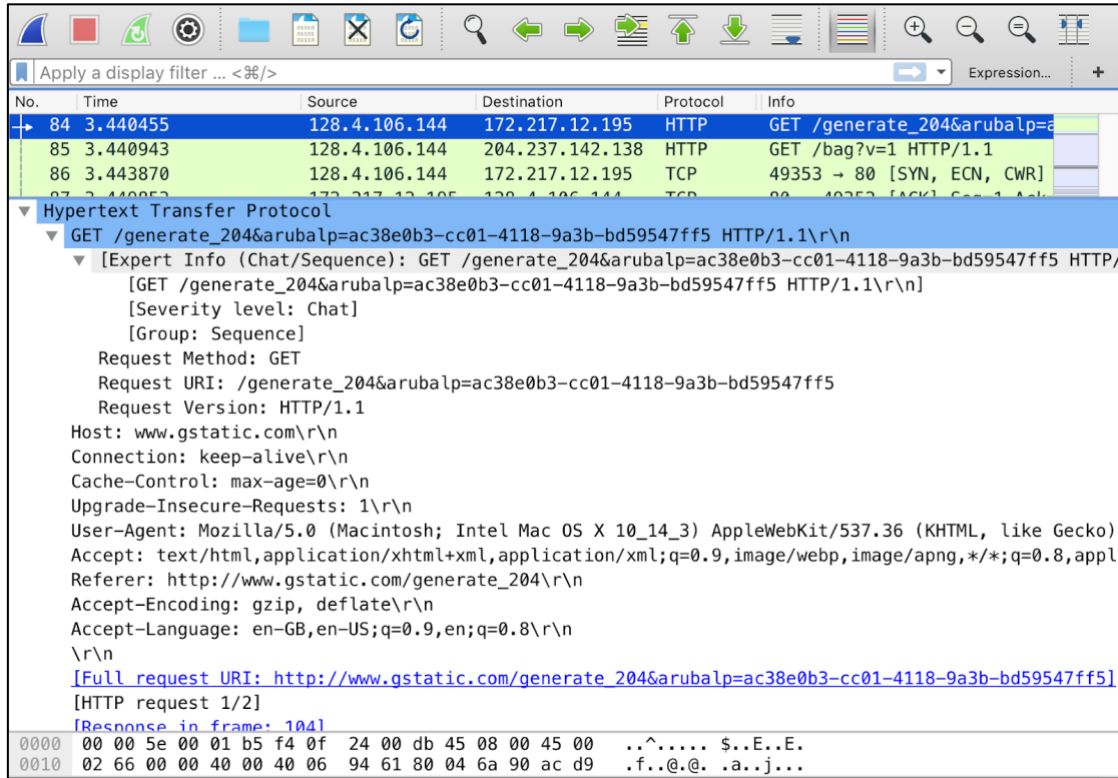 Apply a display filter ... <⌘/>
Expression...
+
No. Time Source Destination Protocol Info
84 3.440455 128.4.106.144 172.217.12.195 HTTP GET /generate_204&arubalp=a
85 3.440943 128.4.106.144 204.237.142.138 HTTP GET /bag?v=1 HTTP/1.1
86 3.443870 128.4.106.144 172.217.12.195 TCP 49353 → 80 [SYN, ECN, CWR]
Hypertext Transfer Protocol
GET /generate_204&arubalp=ac38e0b3-cc01-4118-9a3b-bd59547ff5 HTTP/1.1\r\n
[Expert Info (Chat/Sequence): GET /generate_204&arubalp=ac38e0b3-cc01-4118-9a3b-bd59547ff5 HTTP/
[GET /generate_204&arubalp=ac38e0b3-cc01-4118-9a3b-bd59547ff5 HTTP/1.1\r\n]
[Severity level: Chat]
[Group: Sequence]
Request Method: GET
Request URI: /generate_204&arubalp=ac38e0b3-cc01-4118-9a3b-bd59547ff5
Request Version: HTTP/1.1
Host: www.gstatic.com\r\n
Connection: keep-alive\r\n
Cache-Control: max-age=0\r\n
Upgrade-Insecure-Requests: 1\r\n
User-Agent: Mozilla/5.0 (Macintosh; Intel Mac OS X 10_14_3) AppleWebKit/537.36 (KHTML, like Gecko)
Accept: text/html,application/xhtml+xml,application/xml;q=0.9,image/webp,image/apng,*/*;q=0.8,appl
Referer: http://www.gstatic.com/generate_204\r\n
Accept-Encoding: gzip, deflate\r\n
Accept-Language: en-GB,en-US;q=0.9,en;q=0.8\r\n
\r\n
[Full request URI: http://www.gstatic.com/generate_204&arubalp=ac38e0b3-cc01-4118-9a3b-bd59547ff5]
[HTTP request 1/2]
[Response in frame: 104]
0000 00 00 5e 00 01 b5 f4 0f 24 00 db 45 08 00 45 00 ..^..... $..E..E.
0010 02 66 00 00 40 00 40 06 94 61 80 04 6a 90 ac d9 .f..@.@. .a..j...